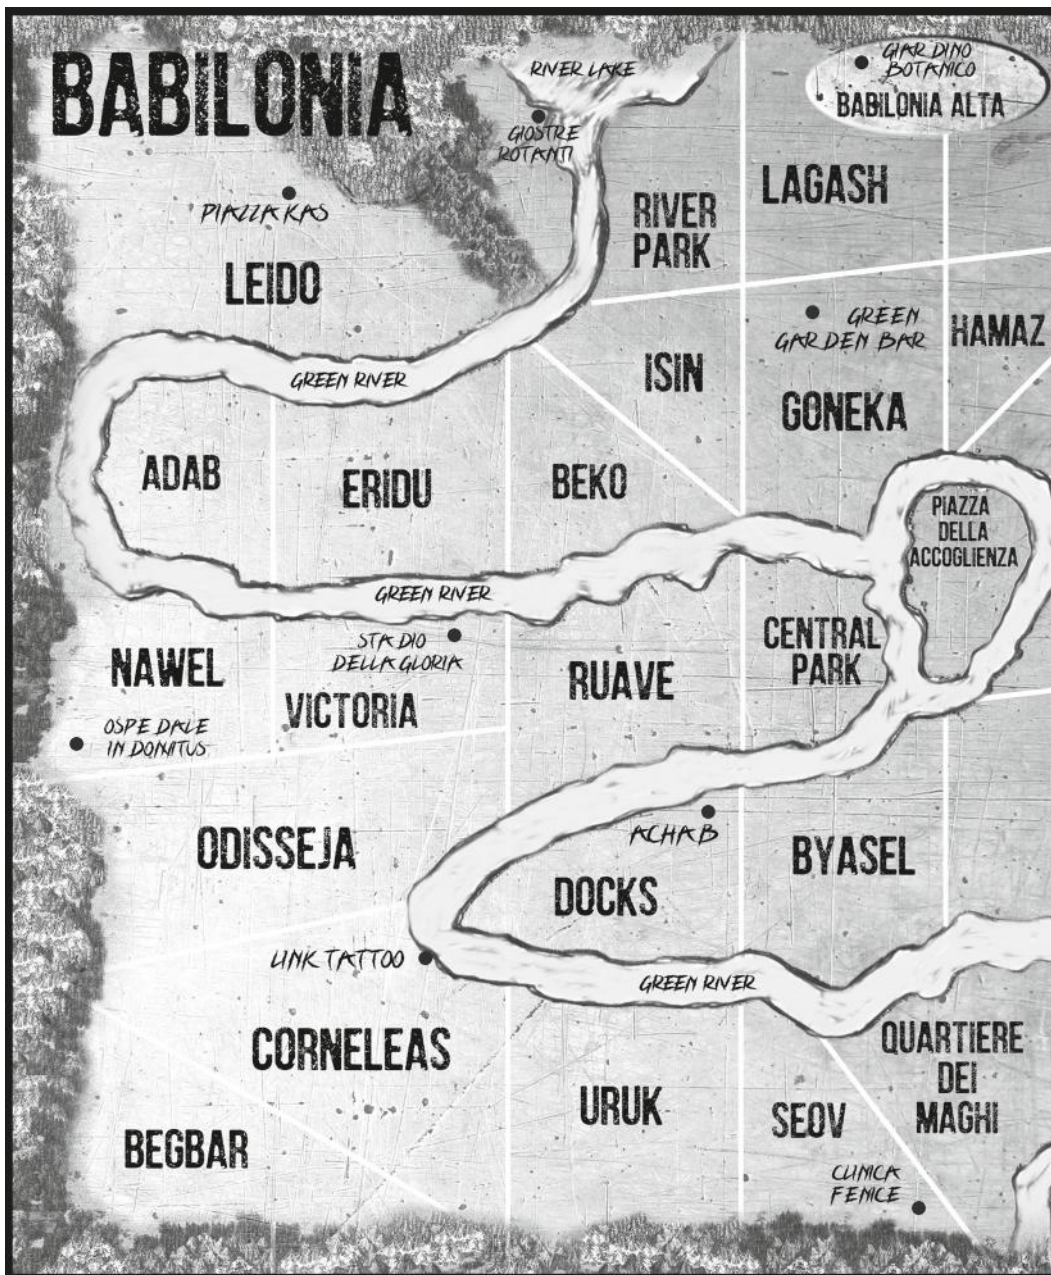 BABILONIA
RIVER LAKE
GIARDINO
BOTANICO
BABILONIA ALTA
GIOSTRE
ROTANTI
PIAZZA KAS
LEIDO
RIVER
PARK
LAGASH
GREEN
GARDEN BAR
HAMAZ
ISIN
GONEKA
GREEN RIVER
ADAB
ERIDU
BEKO
PIAZZA
DELLA
ACCOGLIENZA
GREEN RIVER
STADIO
DELLA GLORIA
NAWEL
VICTORIA
RUAVE
CENTRAL
PARK
OSPEDALE
IN DONATUS
ODISSEJA
ACHAB
DOCKS
BYASEL
LINK TATTOO
GREEN RIVER
CORNELEAS
URUK
SEOV
QUARTIERE
DEI
MAGHI
BEGBAR
CLINICA
FENICE